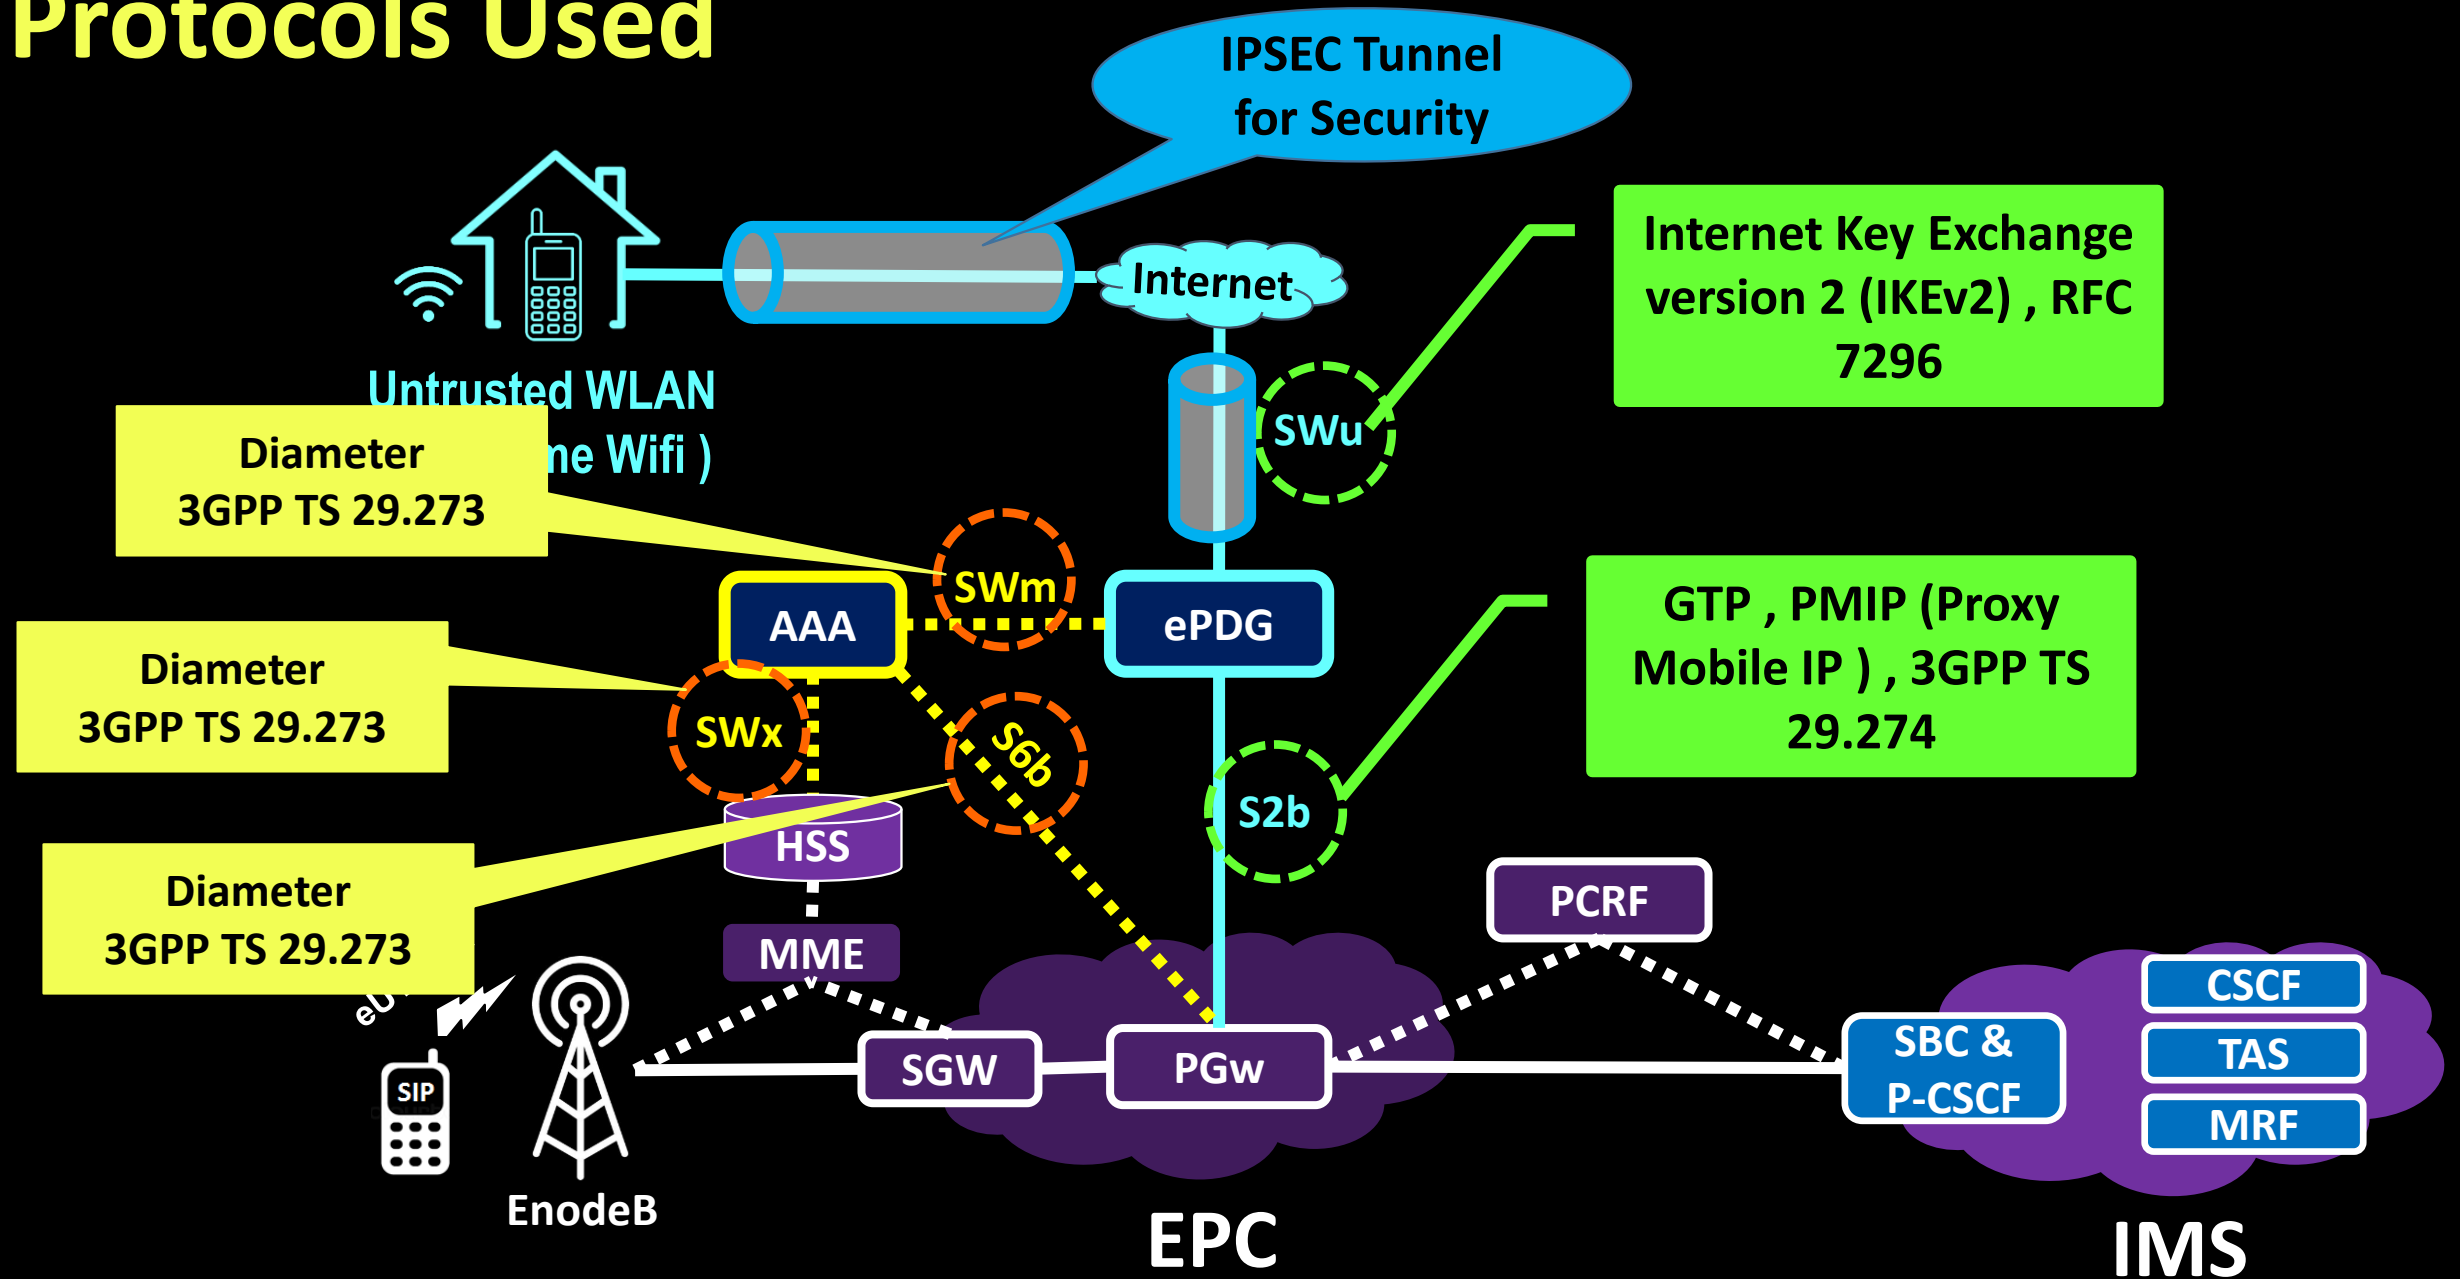 Protocols Used
IPSEC Tunnel
for Security
Internet Key Exchange
version 2 (IKEv2) , RFC
7296
Internet
Untrusted WLAN
Wifi )
SWu
Diameter
3GPP TS 29.273
SWm
AAA
ePDG
GTP , PMIP (Proxy
Mobile IP ) , 3GPP TS
29.274
Diameter
3GPP TS 29.273
SWx
S6b
S2b
HSS
Diameter
3GPP TS 29.273
PCRF
MME
CSCF
SBC &
P-CSCF
TAS
MRF
SGW
PGw
SIP
EnodeB
EPC
IMS